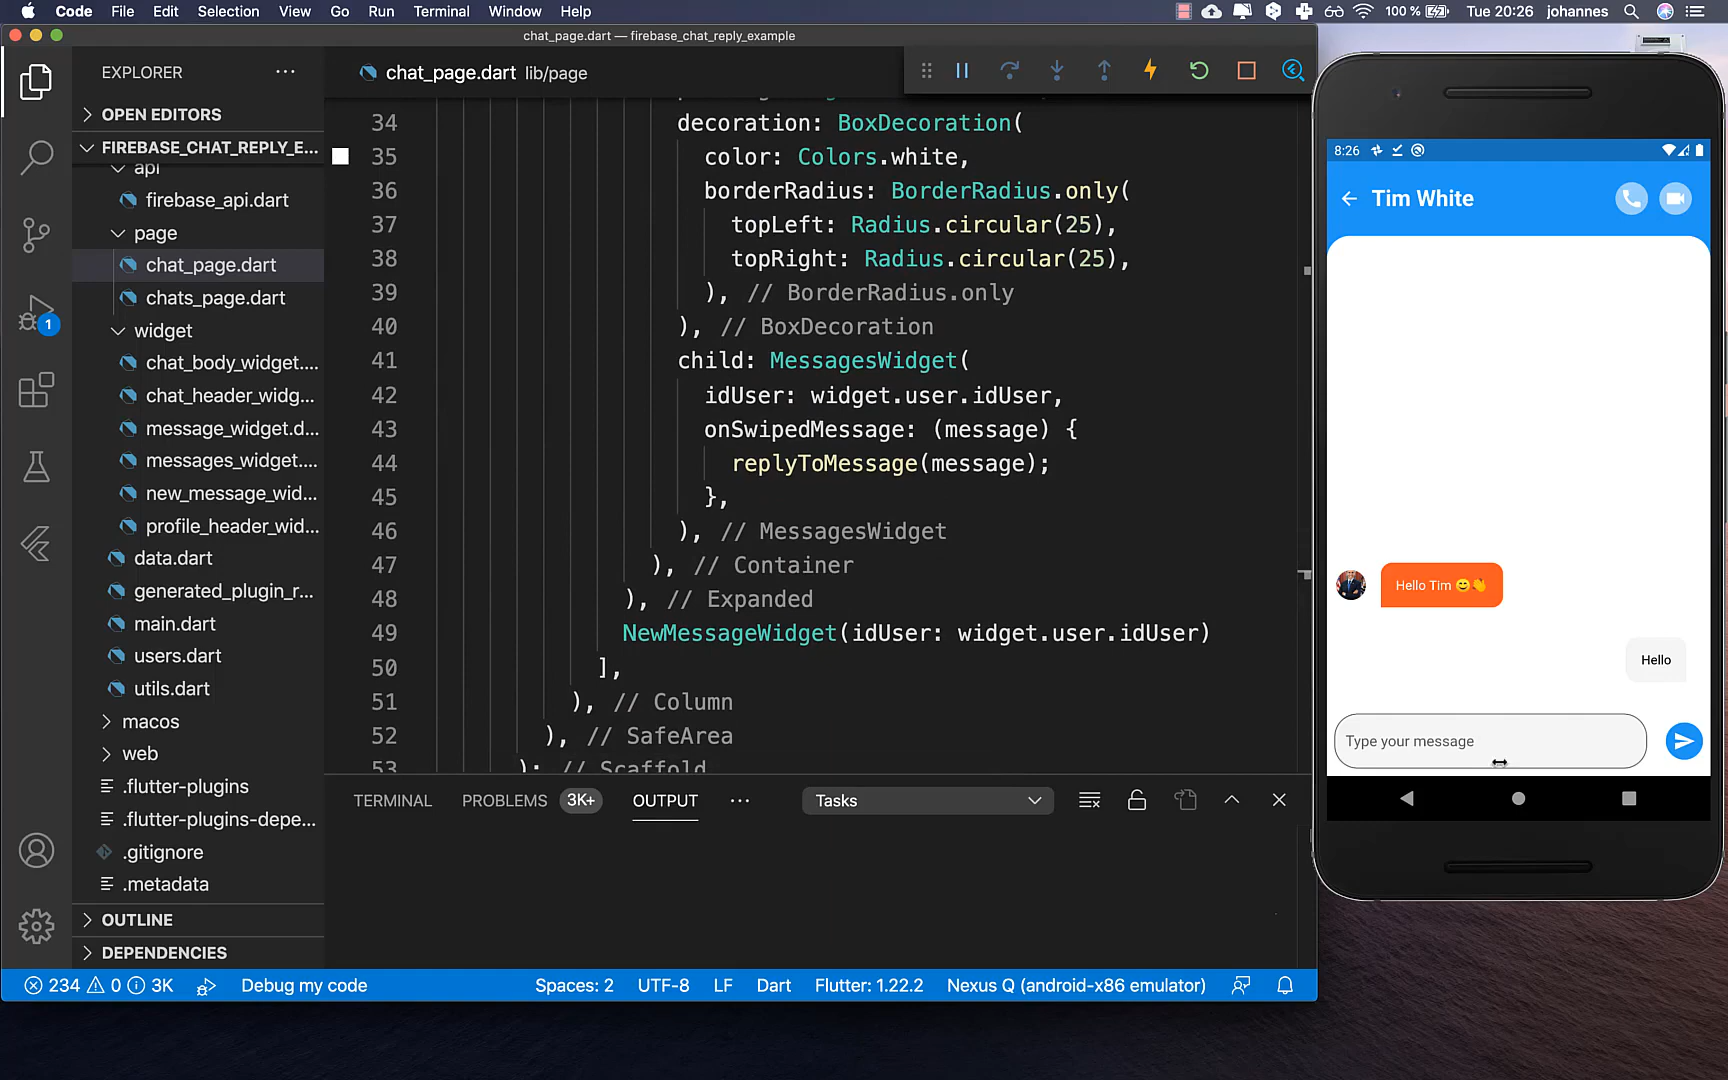 Code File Edit Selection View Go Run Terminal Window Help 100 % Tue 20:26 johannes
chat_page.dart — firebase_chat_reply_example
EXPLORER
OPEN EDITORS
FIREBASE_CHAT_REPLY_E...
api
firebase_api.dart
page
chat_page.dart
chats_page.dart
widget
chat_body_widget....
chat_header_widg...
message_widget.d...
messages_widget....
new_message_wid...
profile_header_wid...
data.dart
generated_plugin_r...
main.dart
users.dart
utils.dart
macos
web
.flutter-plugins
.flutter-plugins-depe...
.gitignore
.metadata
OUTLINE
DEPENDENCIES
1
chat_page.dart lib/page
34 decoration: BoxDecoration(
35 color: Colors.white,
36 borderRadius: BorderRadius.only(
37 topLeft: Radius.circular(25),
38 topRight: Radius.circular(25),
39 ), // BorderRadius.only
40 ), // BoxDecoration
41 child: MessagesWidget(
42 idUser: widget.user.idUser,
43 onSwipedMessage: (message) {
44 replyToMessage(message);
45 },
46 ), // MessagesWidget
47 ), // Container
48 ), // Expanded
49 NewMessageWidget(idUser: widget.user.idUser)
50 ],
51 ), // Column
52 ), // SafeArea
53 ); // Scaffold
TERMINAL PROBLEMS 3K+ OUTPUT ... Tasks
234 0 3K Debug my code Spaces: 2 UTF-8 LF Dart Flutter: 1.22.2 Nexus Q (android-x86 emulator)
8:26
Tim White
Hello Tim 😊👏
Hello
Type your message